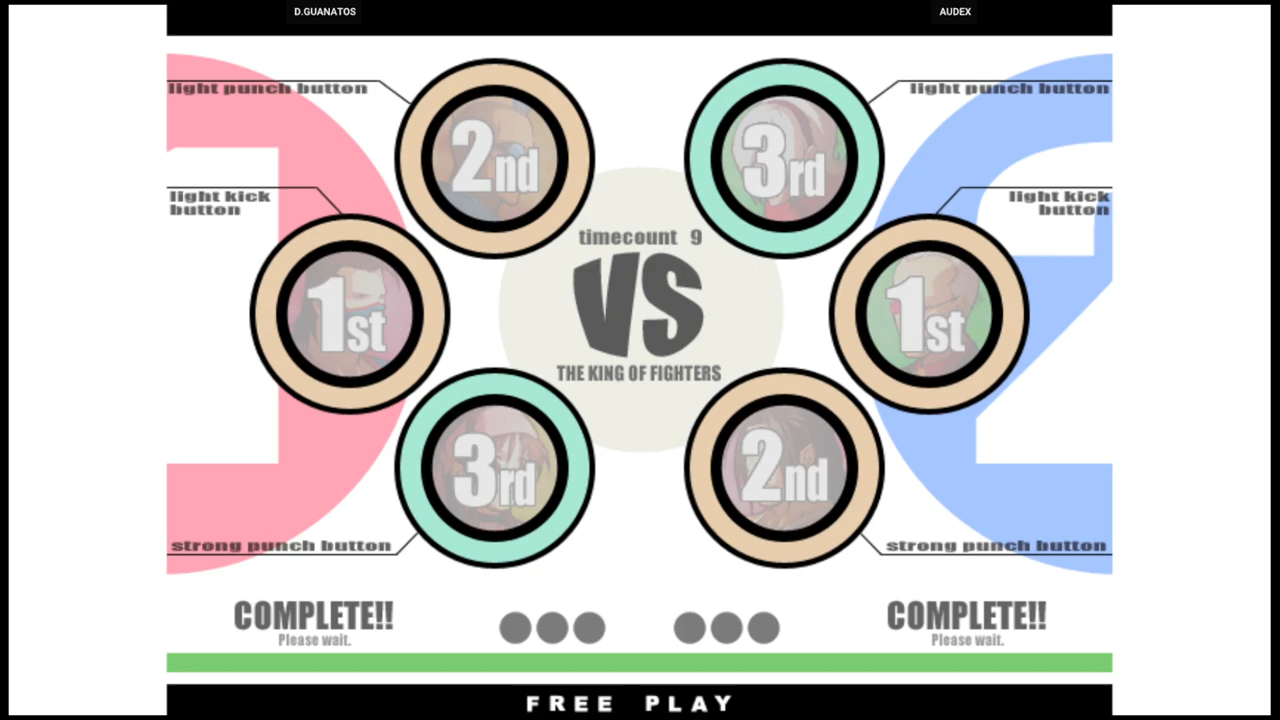 D.GUANATOS
AUDEX
light punch button
light punch button
2nd
3rd
light kick
button
light kick
button
timecount 9
VS
THE KING OF FIGHTERS
1st
1st
3rd
2nd
strong punch button
strong punch button
COMPLETE!!
Please wait.
COMPLETE!!
Please wait.
FREE PLAY